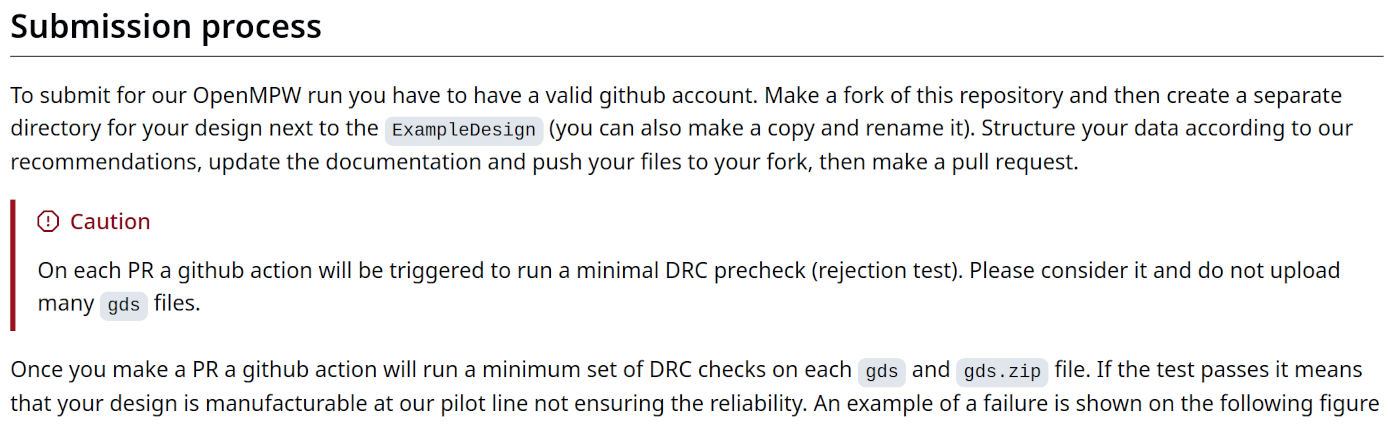 Submission process
To submit for our OpenMPW run you have to have a valid github account. Make a fork of this repository and then create a separate
directory for your design next to the ExampleDesign (you can also make a copy and rename it). Structure your data according to our
recommendations, update the documentation and push your files to your fork, then make a pull request.
Caution
On each PR a github action will be triggered to run a minimal DRC precheck (rejection test). Please consider it and do not upload
many gds files.
Once you make a PR a github action will run a minimum set of DRC checks on each gds and gds.zip file. If the test passes it means
that your design is manufacturable at our pilot line not ensuring the reliability. An example of a failure is shown on the following figure